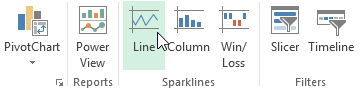 PivotChart
Power
View
Line
Column
Win/
Loss
Slicer
Timeline
Reports
Sparklines
Filters